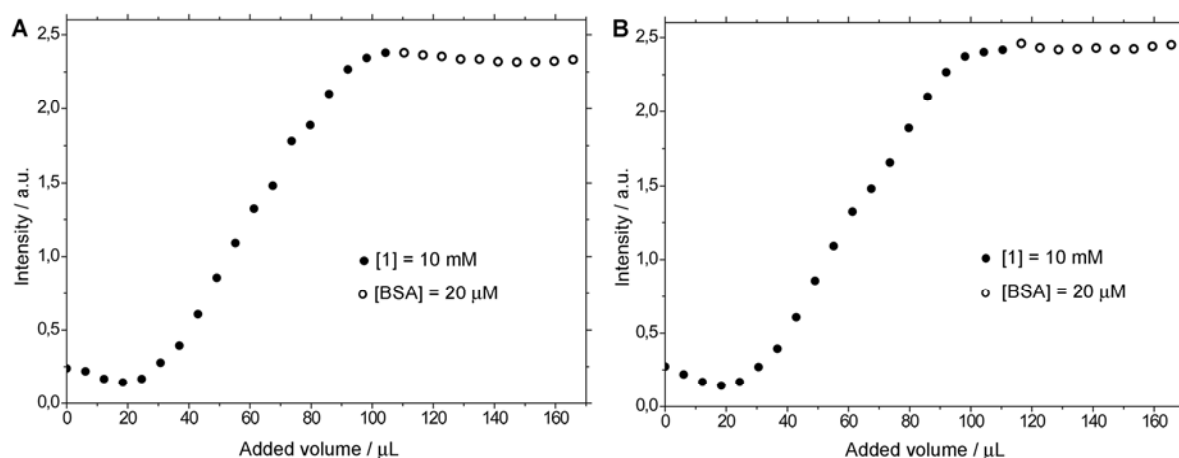 A
2,5
2,0
1,5
1,0
0,5
0,0
Intensity / a.u.
● [1] = 10 mM
○ [BSA] = 20 μM
0 20 40 60 80 100 120 140 160
Added volume / μL
B
2,5
2,0
1,5
1,0
0,5
0,0
Intensity / a.u.
● [1] = 10 mM
○ [BSA] = 20 μM
0 20 40 60 80 100 120 140 160
Added volume / μL